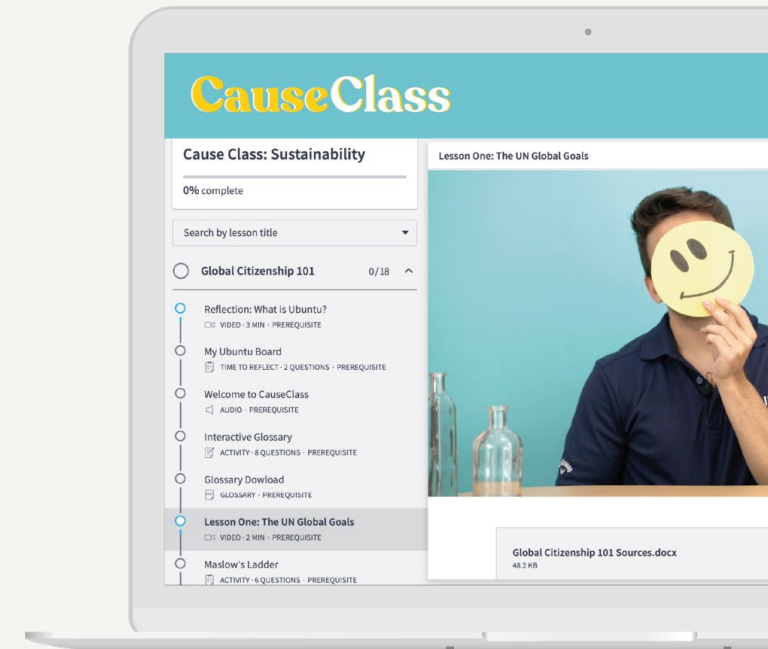 CauseClass
Cause Class: Sustainability
0% complete
Search by lesson title
Global Citizenship 101 0/18
Reflection: What is Ubuntu?
VIDEO · 3 MIN · PREREQUISITE
My Ubuntu Board
TIME TO REFLECT · 2 QUESTIONS · PREREQUISITE
Welcome to CauseClass
AUDIO · PREREQUISITE
Interactive Glossary
ACTIVITY · 8 QUESTIONS · PREREQUISITE
Glossary Dowload
GLOSSARY · PREREQUISITE
Lesson One: The UN Global Goals
VIDEO · 2 MIN · PREREQUISITE
Maslow's Ladder
ACTIVITY · 6 QUESTIONS · PREREQUISITE
Lesson One: The UN Global Goals
Global Citizenship 101 Sources.docx
48.2 KB